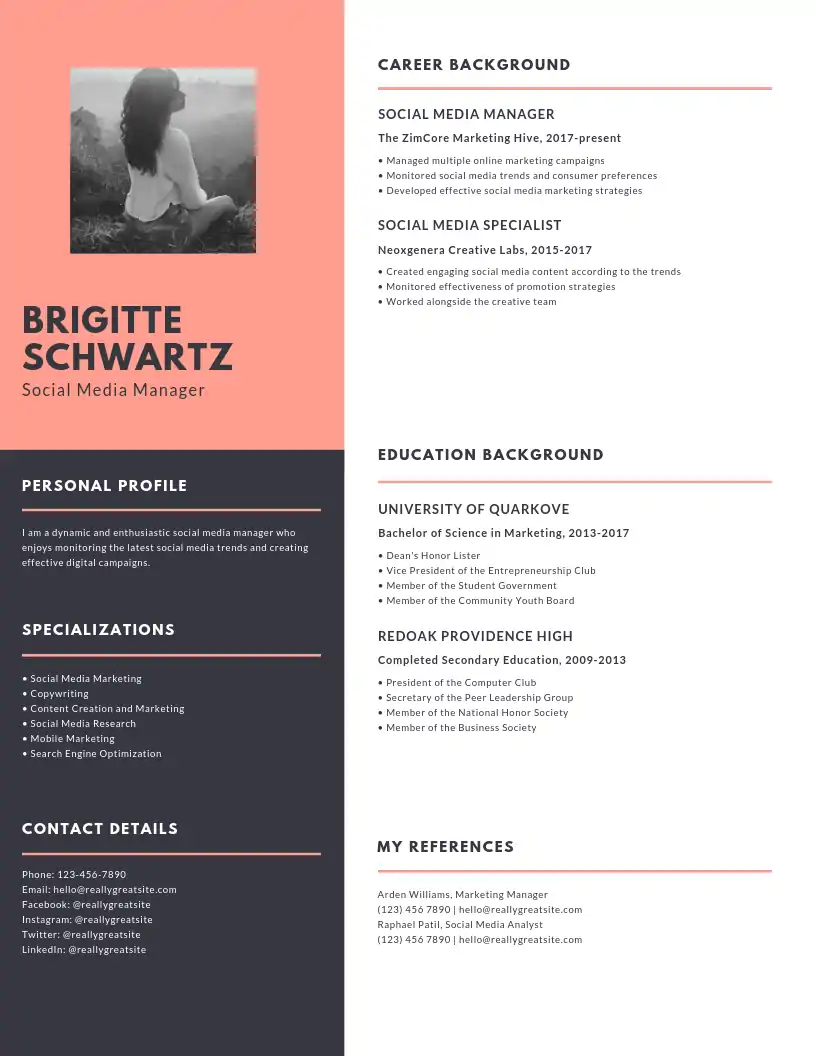 BRIGITTE
SCHWARTZ
Social Media Manager
PERSONAL PROFILE
I am a dynamic and enthusiastic social media manager who
enjoys monitoring the latest social media trends and creating
effective digital campaigns.
SPECIALIZATIONS
• Social Media Marketing
• Copywriting
• Content Creation and Marketing
• Social Media Research
• Mobile Marketing
• Search Engine Optimization
CONTACT DETAILS
Phone: 123-456-7890
Email: hello@reallygreatsite.com
Facebook: @reallygreatsite
Instagram: @reallygreatsite
Twitter: @reallygreatsite
LinkedIn: @reallygreatsite
CAREER BACKGROUND
SOCIAL MEDIA MANAGER
The ZimCore Marketing Hive, 2017-present
• Managed multiple online marketing campaigns
• Monitored social media trends and consumer preferences
• Developed effective social media marketing strategies
SOCIAL MEDIA SPECIALIST
Neoxgenera Creative Labs, 2015-2017
• Created engaging social media content according to the trends
• Monitored effectiveness of promotion strategies
• Worked alongside the creative team
EDUCATION BACKGROUND
UNIVERSITY OF QUARKOVE
Bachelor of Science in Marketing, 2013-2017
• Dean's Honor Lister
• Vice President of the Entrepreneurship Club
• Member of the Student Government
• Member of the Community Youth Board
REDOAK PROVIDENCE HIGH
Completed Secondary Education, 2009-2013
• President of the Computer Club
• Secretary of the Peer Leadership Group
• Member of the National Honor Society
• Member of the Business Society
MY REFERENCES
Arden Williams, Marketing Manager
(123) 456 7890 | hello@reallygreatsite.com
Raphael Patil, Social Media Analyst
(123) 456 7890 | hello@reallygreatsite.com